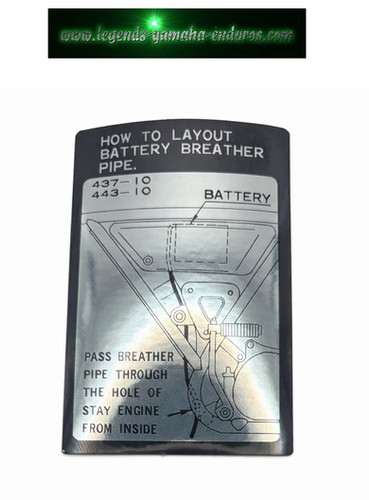 www.legends-yamaha-enduros.com
HOW TO LAYOUT
BATTERY BREATHER
PIPE.
437-10
443-10
BATTERY
PASS BREATHER
PIPE THROUGH
THE HOLE OF
STAY ENGINE
FROM INSIDE